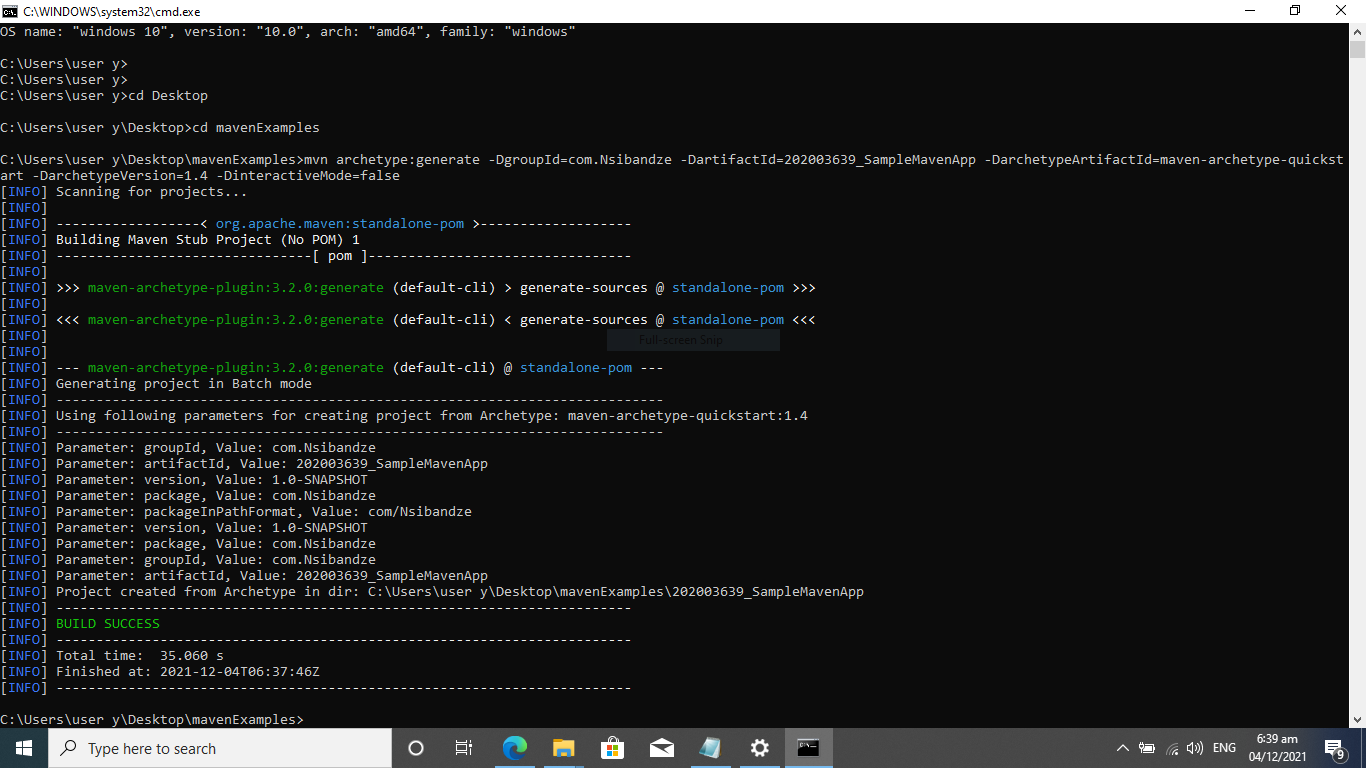 C:\WINDOWS\system32\cmd.exe
OS name: "windows 10", version: "10.0", arch: "amd64", family: "windows"
C:\Users\user y>
C:\Users\user y>
C:\Users\user y>cd Desktop
C:\Users\user y\Desktop>cd mavenExamples
C:\Users\user y\Desktop\mavenExamples>mvn archetype:generate -DgroupId=com.Nsibandze -DartifactId=202003639_SampleMavenApp -DarchetypeArtifactId=maven-archetype-quickst
art -DarchetypeVersion=1.4 -DinteractiveMode=false
[INFO] Scanning for projects...
[INFO]
[INFO] ------------------< org.apache.maven:standalone-pom >-------------------
[INFO] Building Maven Stub Project (No POM) 1
[INFO] --------------------------------[ pom ]---------------------------------
[INFO]
[INFO] >>> maven-archetype-plugin:3.2.0:generate (default-cli) > generate-sources @ standalone-pom >>>
[INFO]
[INFO] <<< maven-archetype-plugin:3.2.0:generate (default-cli) < generate-sources @ standalone-pom <<<
[INFO]
Full-screen Snip
[INFO]
[INFO] --- maven-archetype-plugin:3.2.0:generate (default-cli) @ standalone-pom ---
[INFO] Generating project in Batch mode
[INFO] ----------------------------------------------------------------------------
[INFO] Using following parameters for creating project from Archetype: maven-archetype-quickstart:1.4
[INFO] ----------------------------------------------------------------------------
[INFO] Parameter: groupId, Value: com.Nsibandze
[INFO] Parameter: artifactId, Value: 202003639_SampleMavenApp
[INFO] Parameter: version, Value: 1.0-SNAPSHOT
[INFO] Parameter: package, Value: com.Nsibandze
[INFO] Parameter: packageInPathFormat, Value: com/Nsibandze
[INFO] Parameter: version, Value: 1.0-SNAPSHOT
[INFO] Parameter: package, Value: com.Nsibandze
[INFO] Parameter: groupId, Value: com.Nsibandze
[INFO] Parameter: artifactId, Value: 202003639_SampleMavenApp
[INFO] Project created from Archetype in dir: C:\Users\user y\Desktop\mavenExamples\202003639_SampleMavenApp
[INFO] ------------------------------------------------------------------------
[INFO] BUILD SUCCESS
[INFO] ------------------------------------------------------------------------
[INFO] Total time:  35.060 s
[INFO] Finished at: 2021-12-04T06:37:46Z
[INFO] ------------------------------------------------------------------------
C:\Users\user y\Desktop\mavenExamples>
Type here to search
ENG
6:39 am
04/12/2021
9